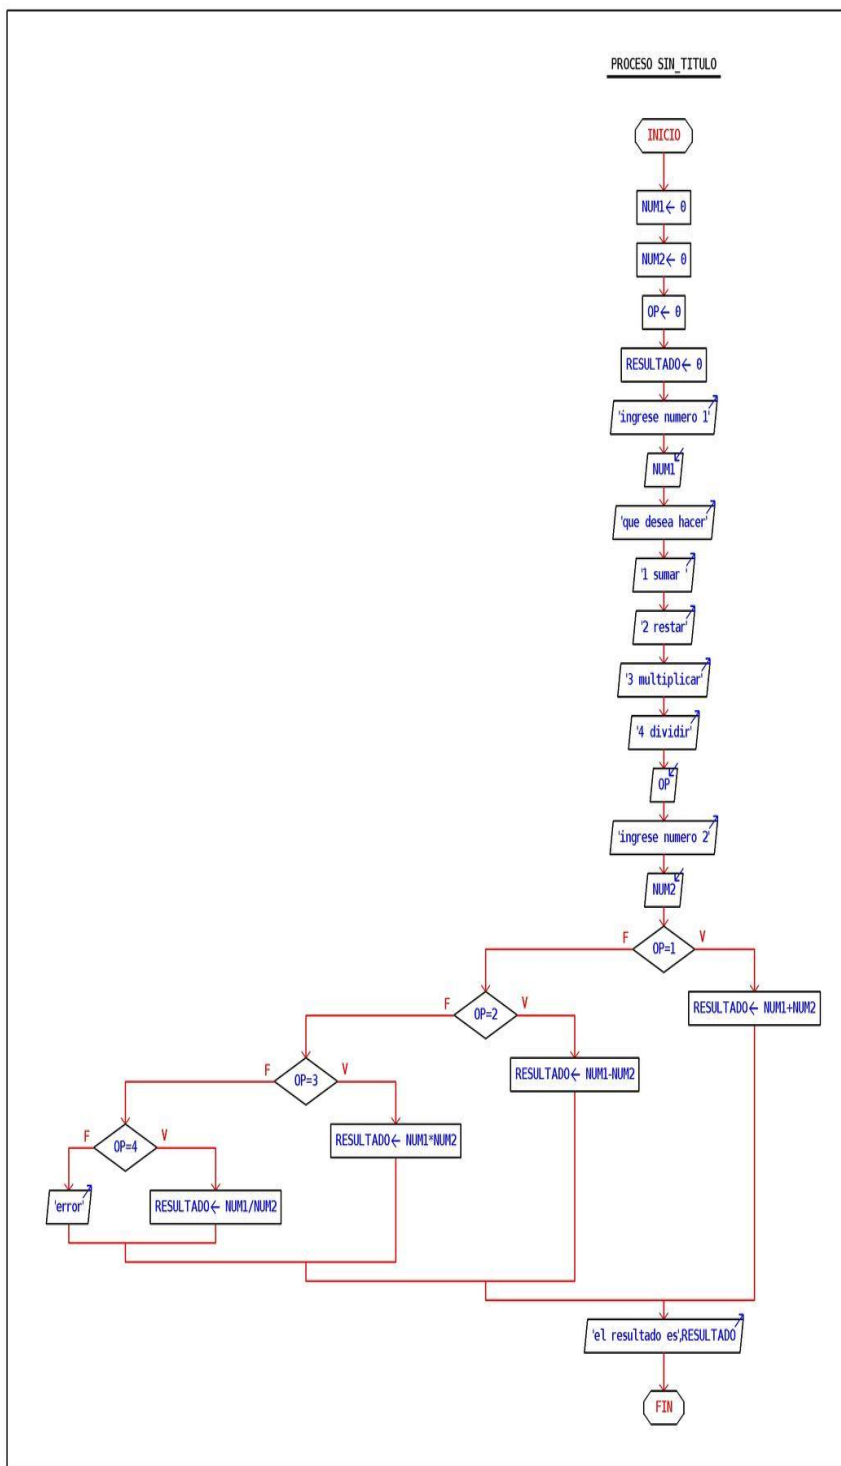 PROCESO SIN_TITULO
INICIO
NUM1← 0
NUM2← 0
OP← 0
RESULTADO← 0
'ingrese numero 1'
NUM1
'que desea hacer'
'1 sumar '
'2 restar'
'3 multiplicar'
'4 dividir'
OP
'ingrese numero 2'
NUM2
F OP=1 V
F OP=2 V RESULTADO← NUM1+NUM2
F OP=3 V RESULTADO← NUM1-NUM2
F OP=4 V RESULTADO← NUM1*NUM2
'error' RESULTADO← NUM1/NUM2
'el resultado es',RESULTADO
FIN